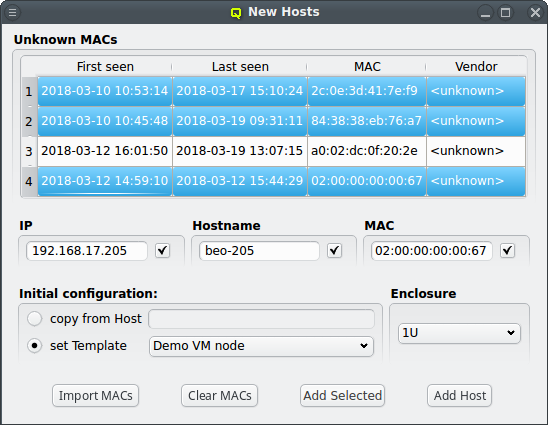 New Hosts
Unknown MACs
First seen Last seen MAC Vendor
1 2018-03-10 10:53:14 2018-03-17 15:10:24 2c:0e:3d:41:7e:f9 <unknown>
2 2018-03-10 10:45:48 2018-03-19 09:31:11 84:38:38:eb:76:a7 <unknown>
3 2018-03-12 16:01:50 2018-03-19 13:07:15 a0:02:dc:0f:20:2e <unknown>
4 2018-03-12 14:59:10 2018-03-12 15:44:29 02:00:00:00:00:67 <unknown>
IP Hostname MAC
192.168.17.205 beo-205 02:00:00:00:00:67
Initial configuration: Enclosure
copy from Host
1U
set Template Demo VM node
Import MACs Clear MACs Add Selected Add Host